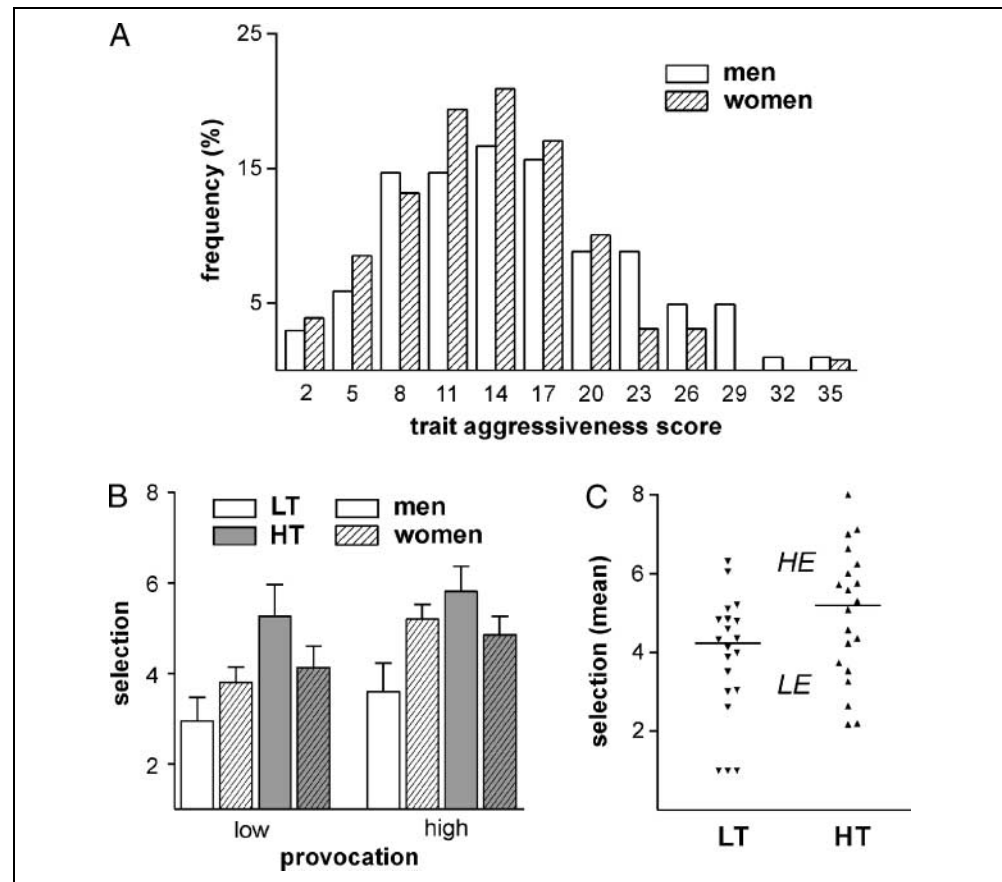 A
25
15
5
frequency (%)
men
women
2 5 8 11 14 17 20 23 26 29 32 35
trait aggressiveness score
B
8
6
4
2
selection
LT men
HT women
low high
provocation
C
8
6
4
2
selection (mean)
HE
LE
LT HT